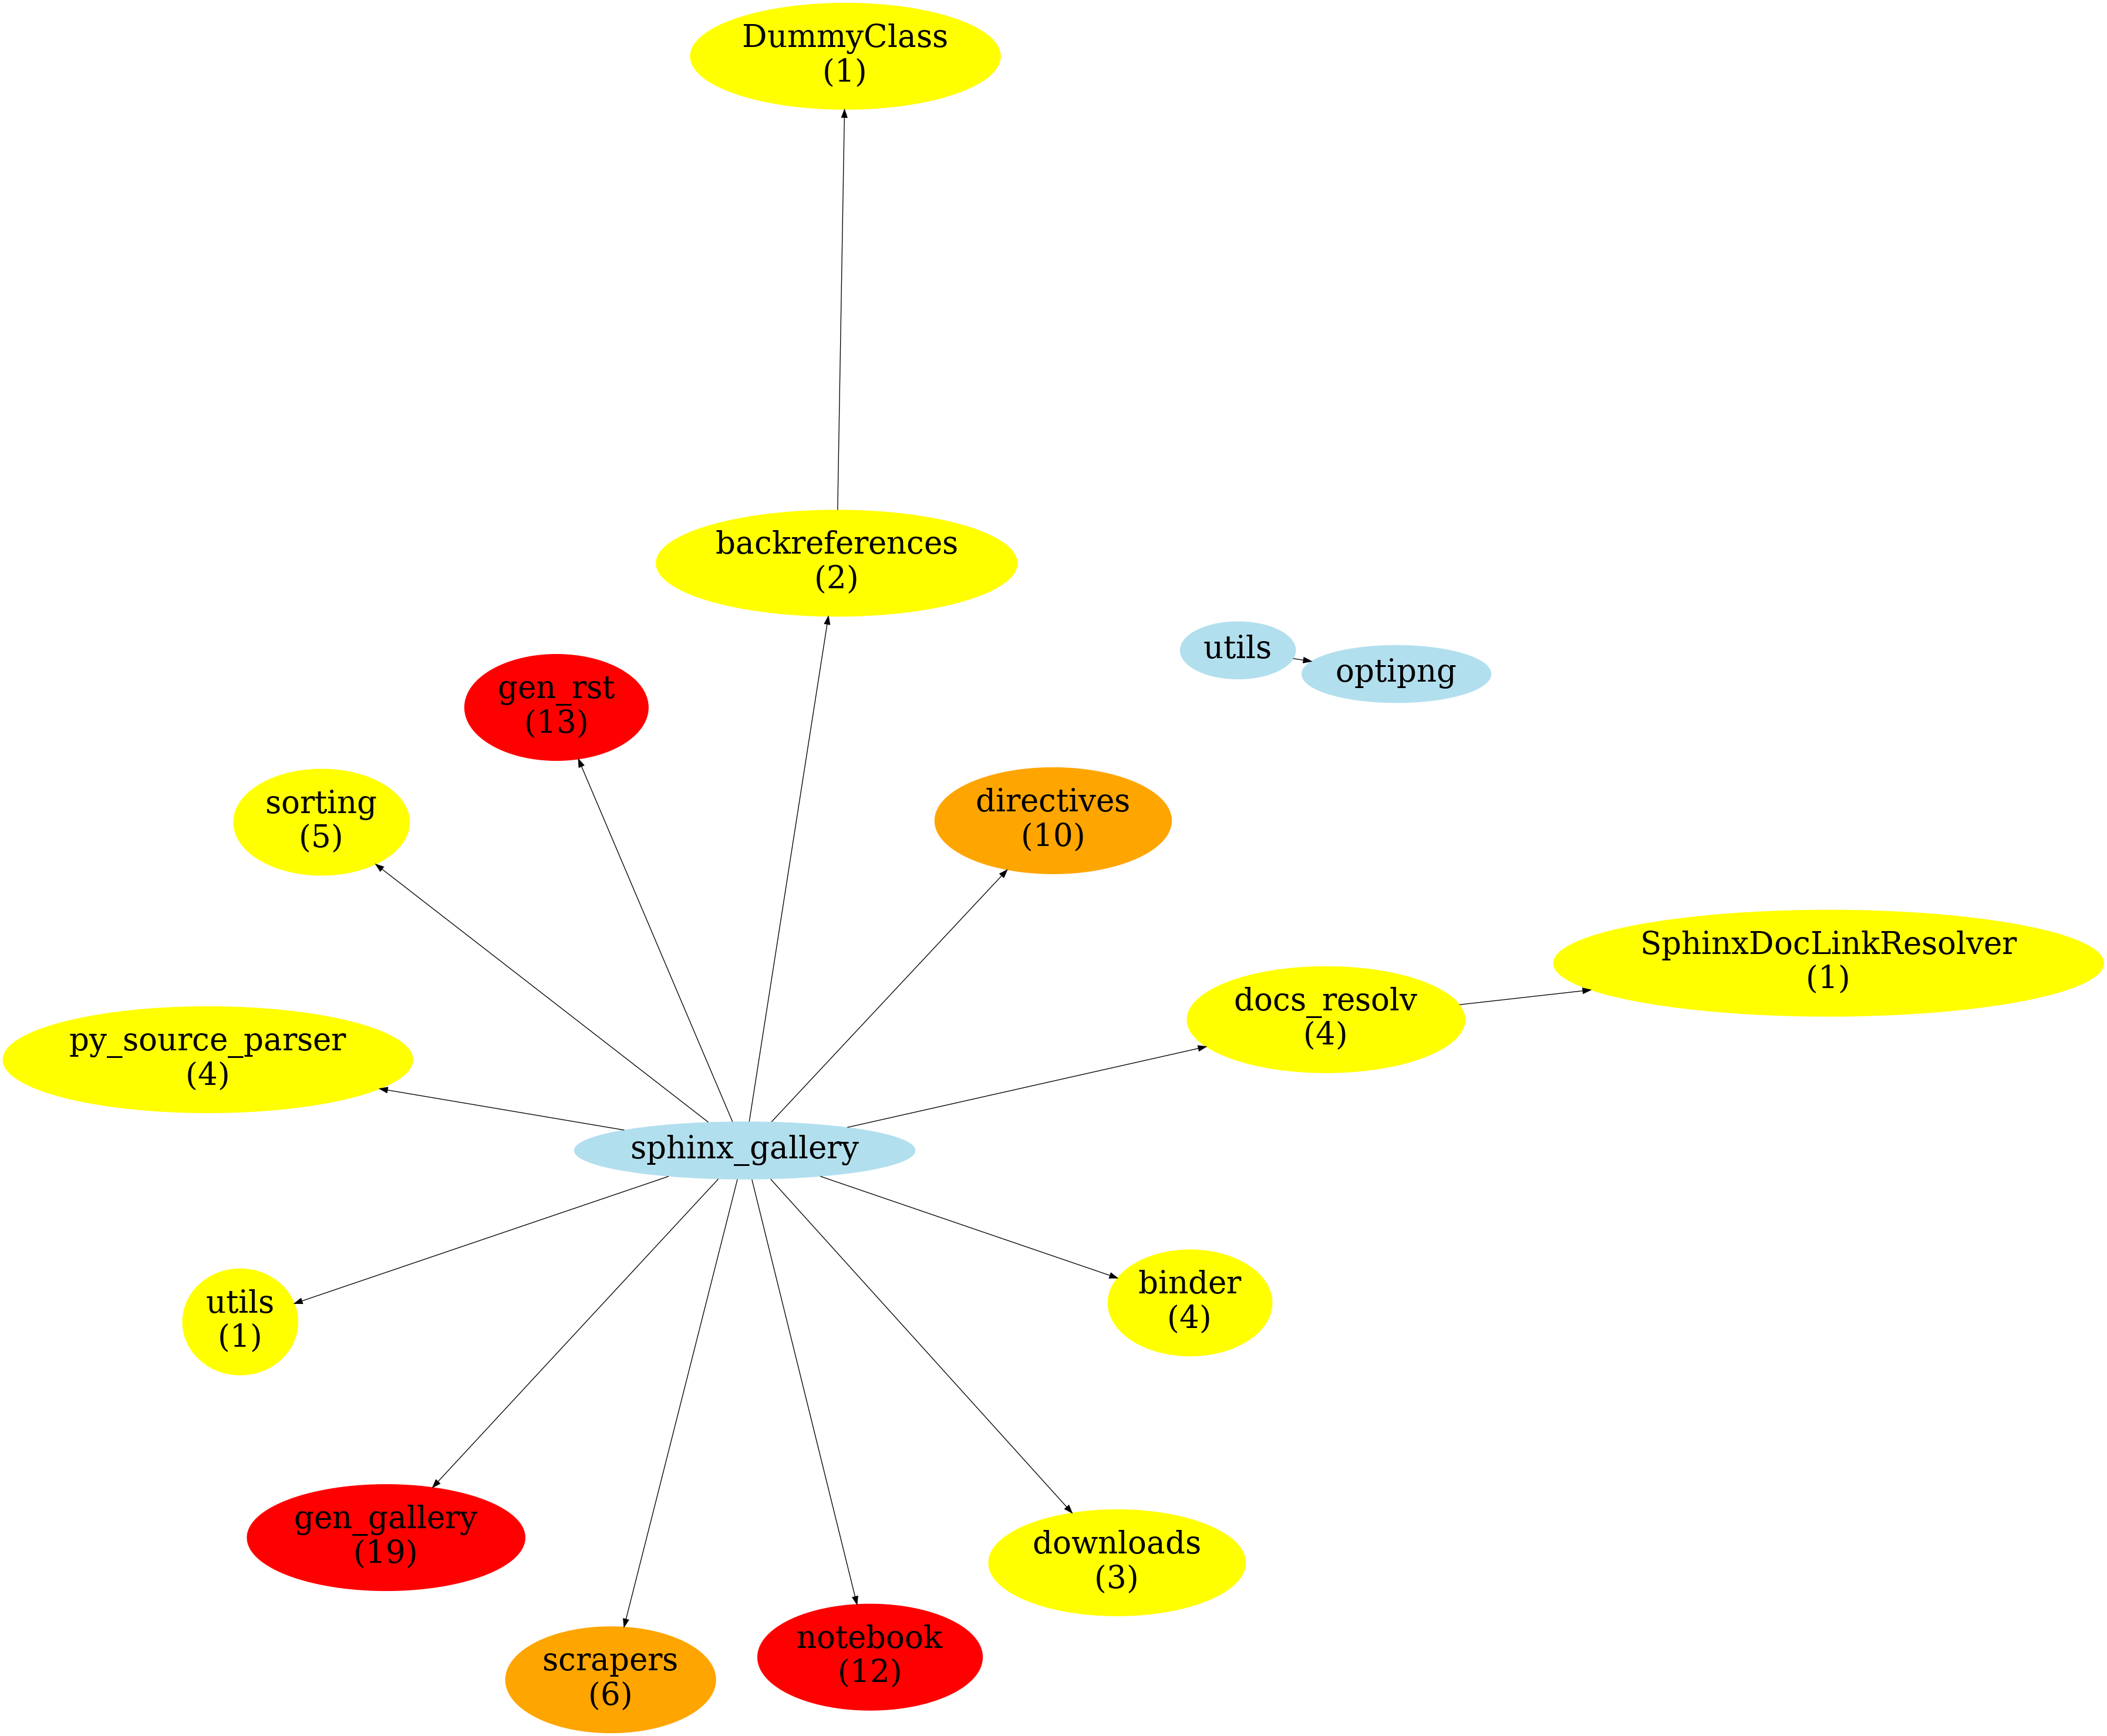 DummyClass
(1)
backreferences
(2)
utils
optipng
gen_rst
(13)
sorting
(5)
directives
(10)
SphinxDocLinkResolver
(1)
docs_resolv
(4)
py_source_parser
(4)
sphinx_gallery
utils
(1)
binder
(4)
gen_gallery
(19)
downloads
(3)
scrapers
(6)
notebook
(12)